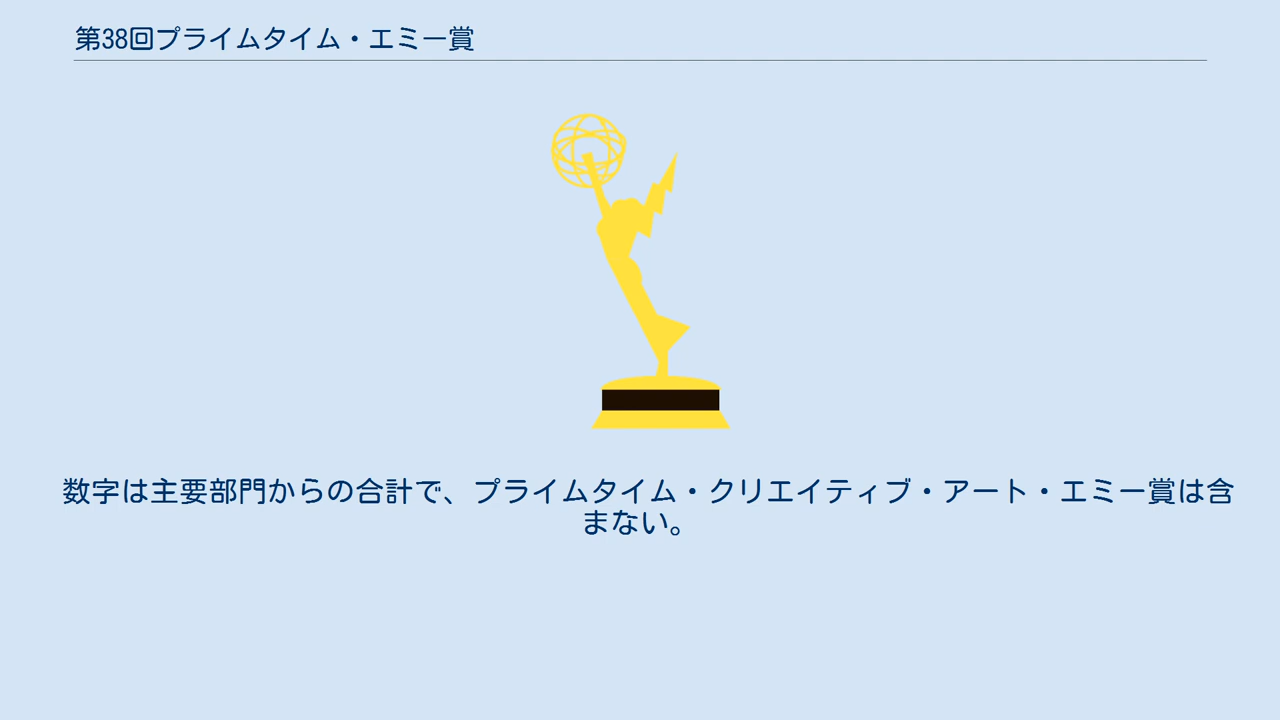 第38回プライムタイム・エミー賞
数字は主要部門からの合計で、プライムタイム・クリエイティブ・アート・エミー賞は含
まない。